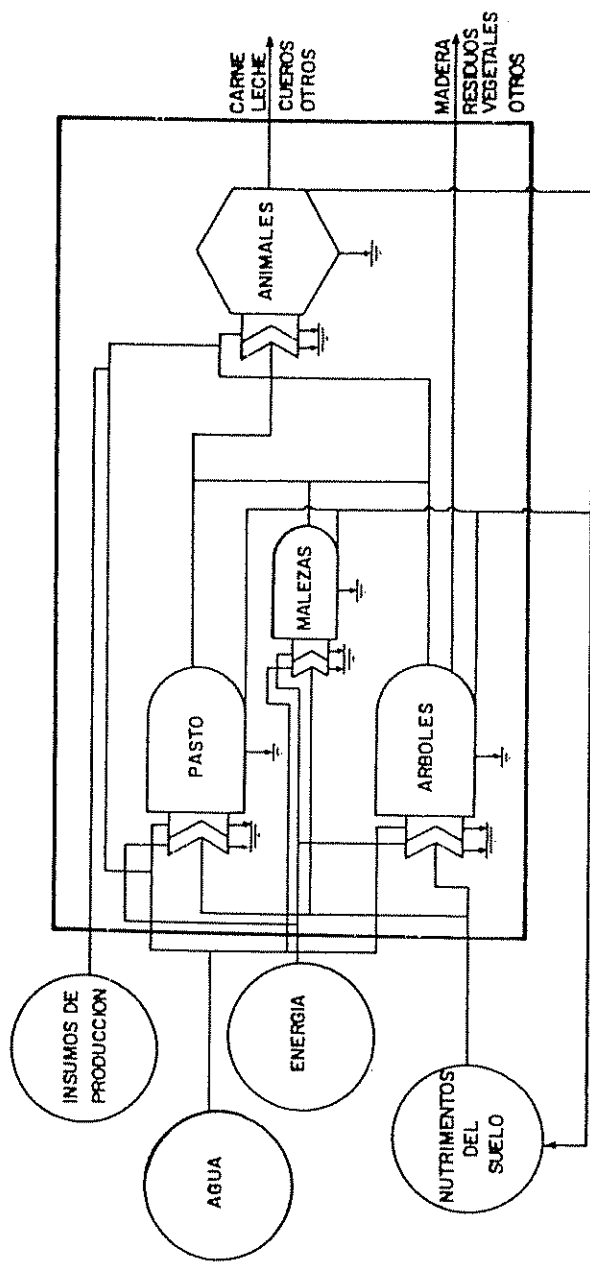 INSUMOS DE
PRODUCCION
AGUA
ENERGIA
NUTRIMENTOS
DEL
SUELO
PASTO
MALEZAS
ARBOLES
ANIMALES
CARNE
LECHE
CUEROS
OTROS
MADERA
RESIDUOS
VEGETALES
OTROS